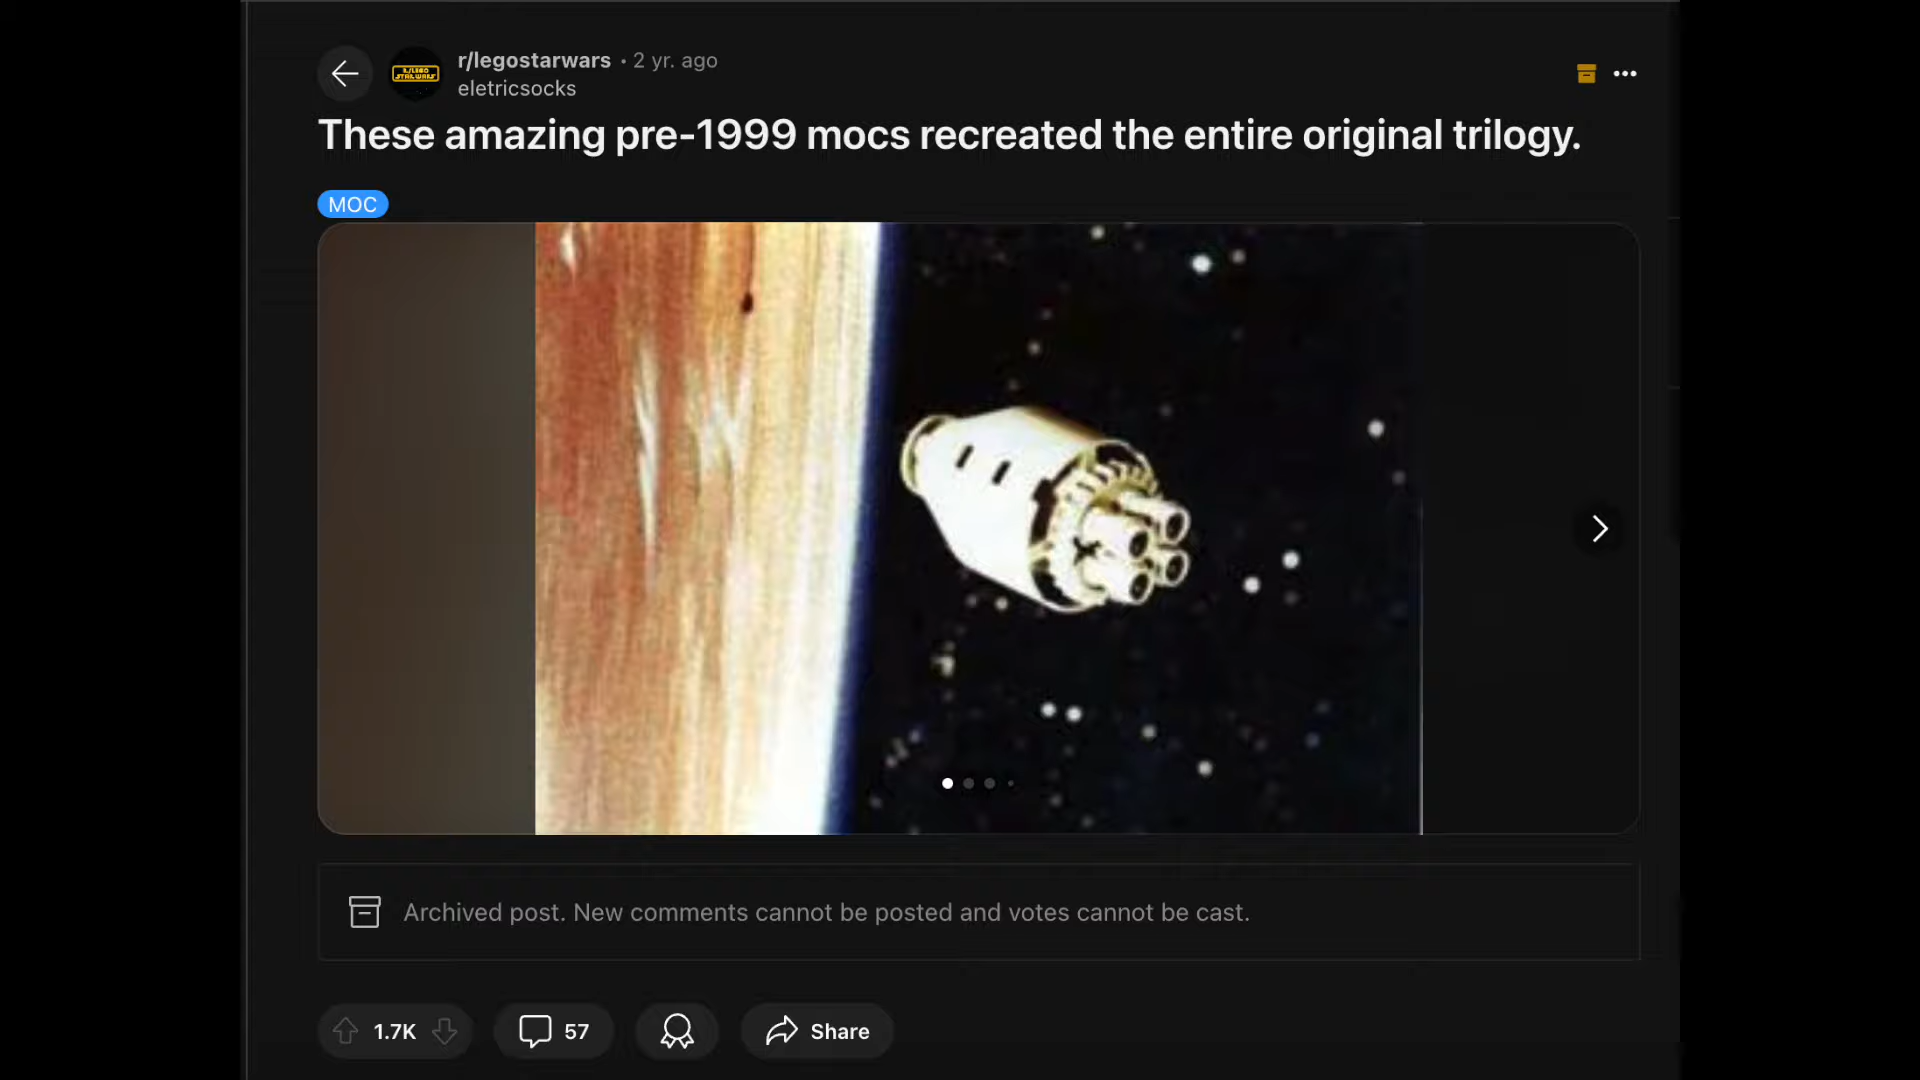 r/legostarwars • 2 yr. ago
eletricsocks
These amazing pre-1999 mocs recreated the entire original trilogy.
MOC
Archived post. New comments cannot be posted and votes cannot be cast.
1.7K
57
Share